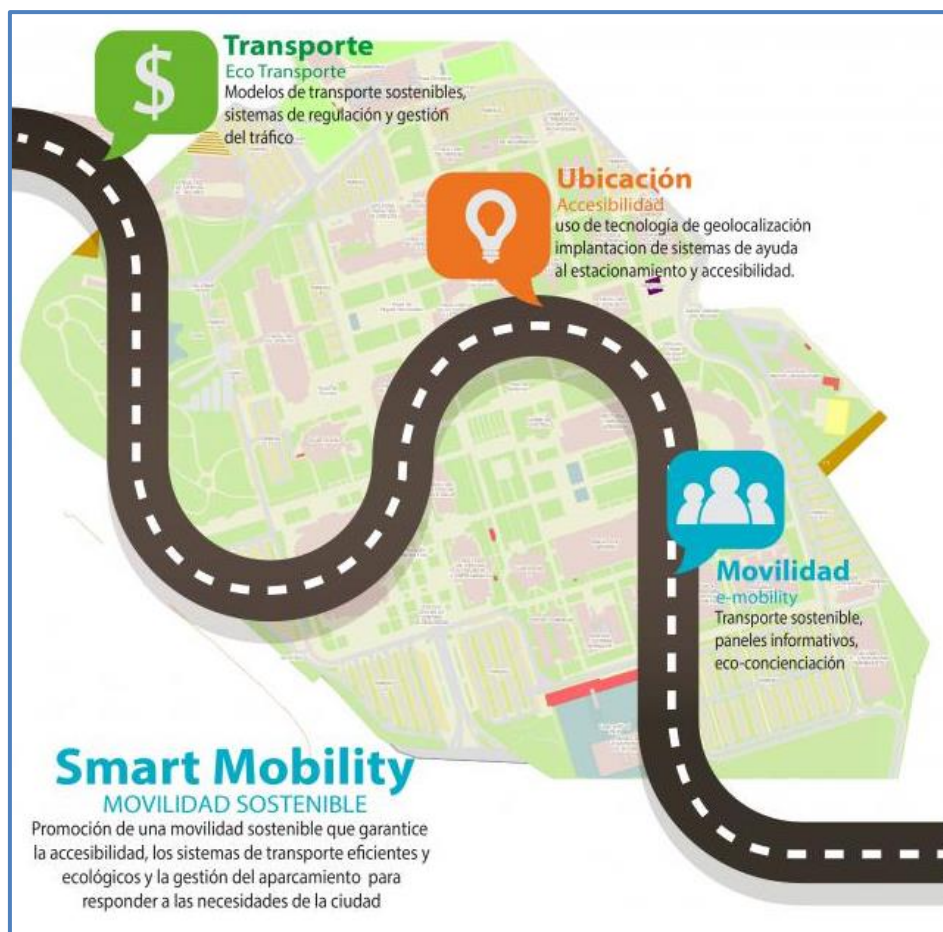 Transporte
Eco Transporte
Modelos de transporte sostenibles,
sistemas de regulación y gestión
del tráfico
Ubicación
Accesibilidad
uso de tecnología de geolocalización
implantacion de sistemas de ayuda
al estacionamiento y accesibilidad.
Movilidad
e-mobility
Transporte sostenible,
paneles informativos,
eco-concienciación
Smart Mobility
MOVILIDAD SOSTENIBLE
Promoción de una movilidad sostenible que garantice
la accesibilidad, los sistemas de transporte eficientes y
ecológicos y la gestión del aparcamiento para
responder a las necesidades de la ciudad